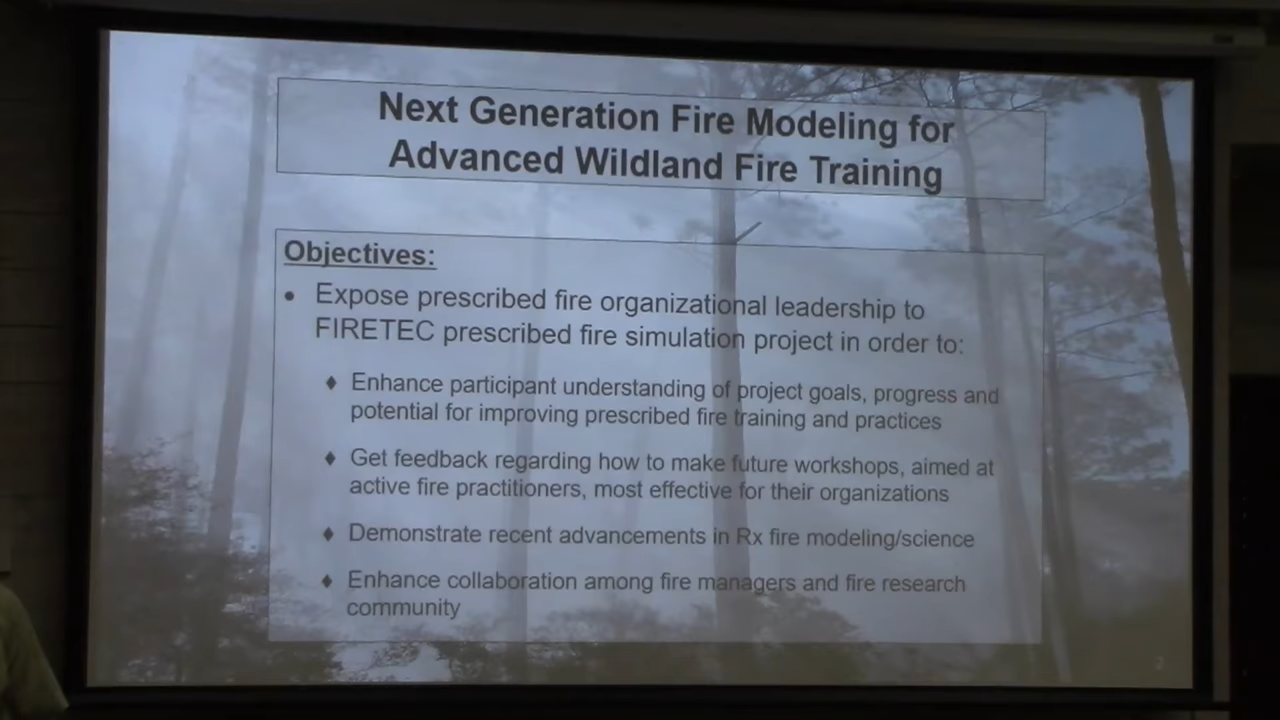 Next Generation Fire Modeling for
Advanced Wildland Fire Training
Objectives:
• Expose prescribed fire organizational leadership to
FIRETEC prescribed fire simulation project in order to:
♦ Enhance participant understanding of project goals, progress and
potential for improving prescribed fire training and practices
♦ Get feedback regarding how to make future workshops, aimed at
active fire practitioners, most effective for their organizations
♦ Demonstrate recent advancements in Rx fire modeling/science
♦ Enhance collaboration among fire managers and fire research
community
2